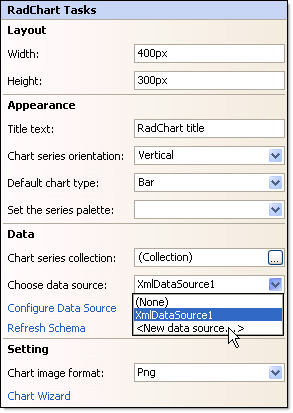 RadChart Tasks
Layout
Width: 400px
Height: 300px
Appearance
Title text: RadChart title
Chart series orientation: Vertical
Default chart type: Bar
Set the series palette:
Data
Chart series collection: (Collection) ...
Choose data source: XmlDataSource1
(None)
Configure Data Source XmlDataSource1
Refresh Schema <New data source... >
Setting
Chart image format: Png
Chart Wizard